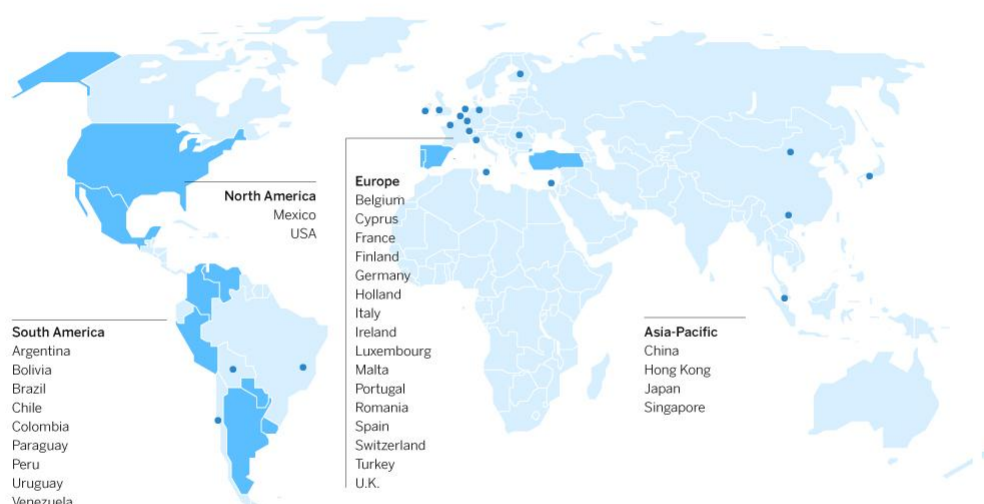 North America
Mexico
USA
South America
Argentina
Bolivia
Brazil
Chile
Colombia
Paraguay
Peru
Uruguay
Venezuela
Europe
Belgium
Cyprus
France
Finland
Germany
Holland
Italy
Ireland
Luxembourg
Malta
Portugal
Romania
Spain
Switzerland
Turkey
U.K.
Asia-Pacific
China
Hong Kong
Japan
Singapore